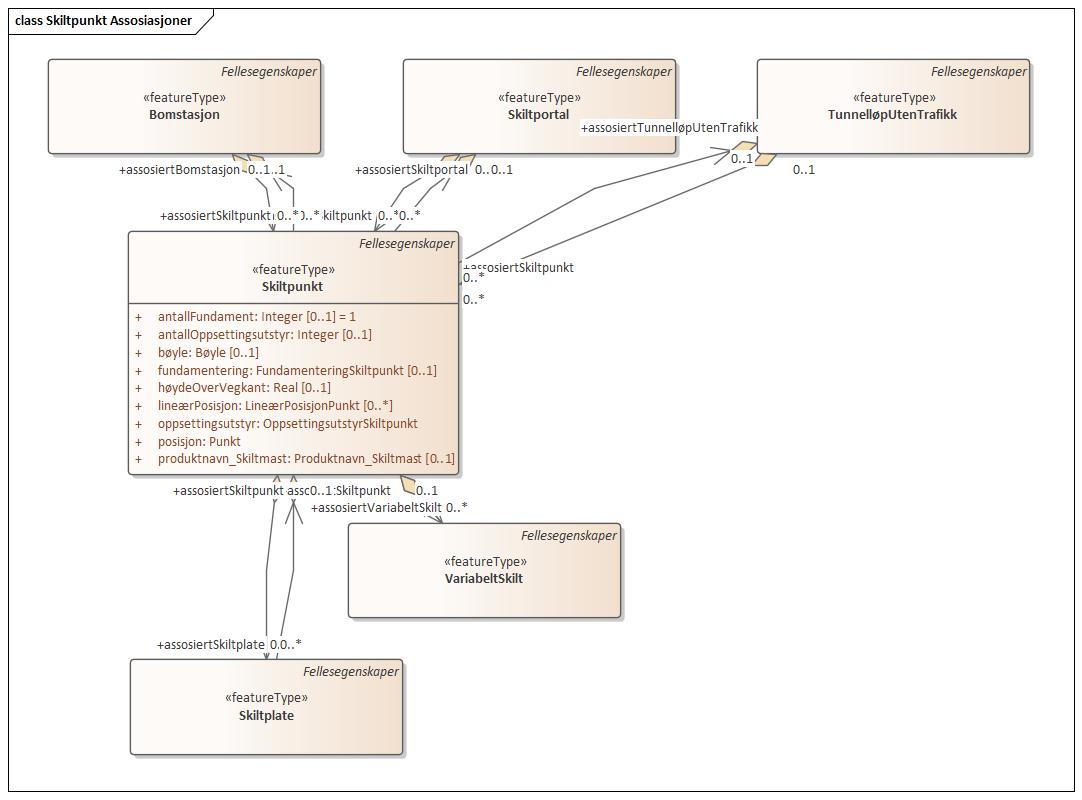 class Skiltpunkt Assosiasjoner
Fellesegenskaper
«featureType»
Bomstasjon
Fellesegenskaper
«featureType»
Skiltportal
Fellesegenskaper
«featureType»
TunnelløpUtenTrafikk
+assosiertTunnelløpUtenTrafikk
0..1
0..1
+assosiertBomstasjon 0..1..1
+assosiertSkiltportal 0..0..1
+assosiertSkiltpunkt 0..*
0..*
+assosiertSkiltpunkt
0..*
0..*
Fellesegenskaper
«featureType»
Skiltpunkt
+ antallFundament: Integer [0..1] = 1
+ antallOppsettingsutstyr: Integer [0..1]
+ bøyle: Bøyle [0..1]
+ fundamentering: FundamenteringSkiltpunkt [0..1]
+ høydeOverVegkant: Real [0..1]
+ lineærPosisjon: LineærPosisjonPunkt [0..*]
+ oppsettingsutstyr: OppsettingsutstyrSkiltpunkt
+ posisjon: Punkt
+ produktnavn_Skiltmast: Produktnavn_Skiltmast [0..1]
+assosiertSkiltpunkt
0..1
Skiltpunkt
0..1
+assosiertVariabeltSkilt 0..*
Fellesegenskaper
«featureType»
VariabeltSkilt
+assosiertSkiltplate
0..*
Fellesegenskaper
«featureType»
Skiltplate